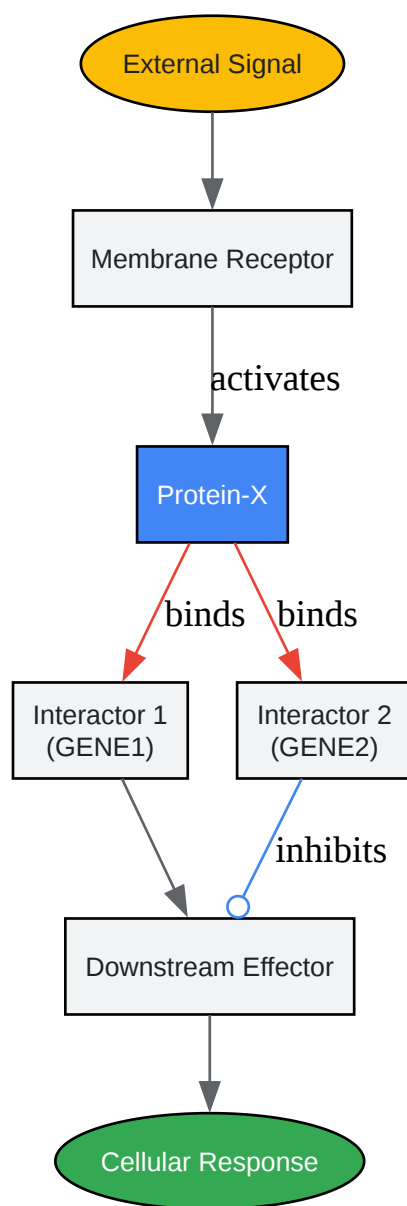 External Signal
Membrane Receptor
activates
Protein-X
binds
binds
Interactor 1
(GENE1)
Interactor 2
(GENE2)
inhibits
Downstream Effector
Cellular Response